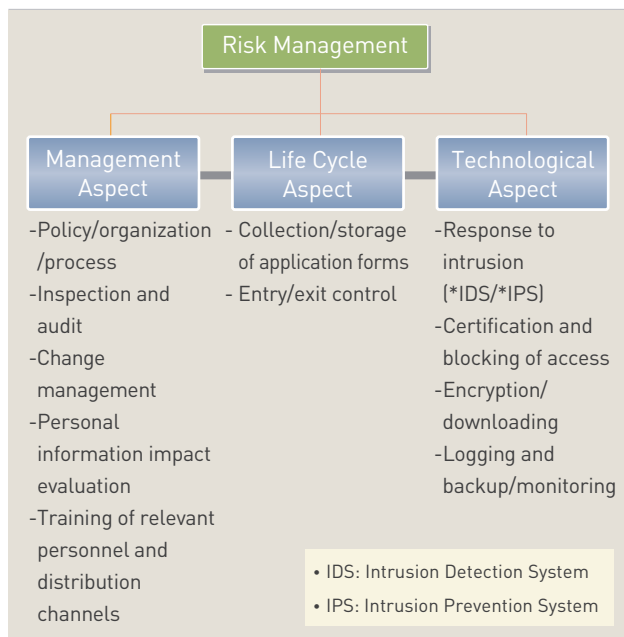 Risk Management
Management
Aspect
-Policy/organization
/process
-Inspection and
audit
-Change
management
-Personal
information impact
evaluation
-Training of relevant
personnel and
distribution
channels
Life Cycle
Aspect
- Collection/storage
of application forms
- Entry/exit control
Technological
Aspect
-Response to
intrusion
(*IDS/*IPS)
-Certification and
blocking of access
-Encryption/
downloading
-Logging and
backup/monitoring
• IDS: Intrusion Detection System
• IPS: Intrusion Prevention System